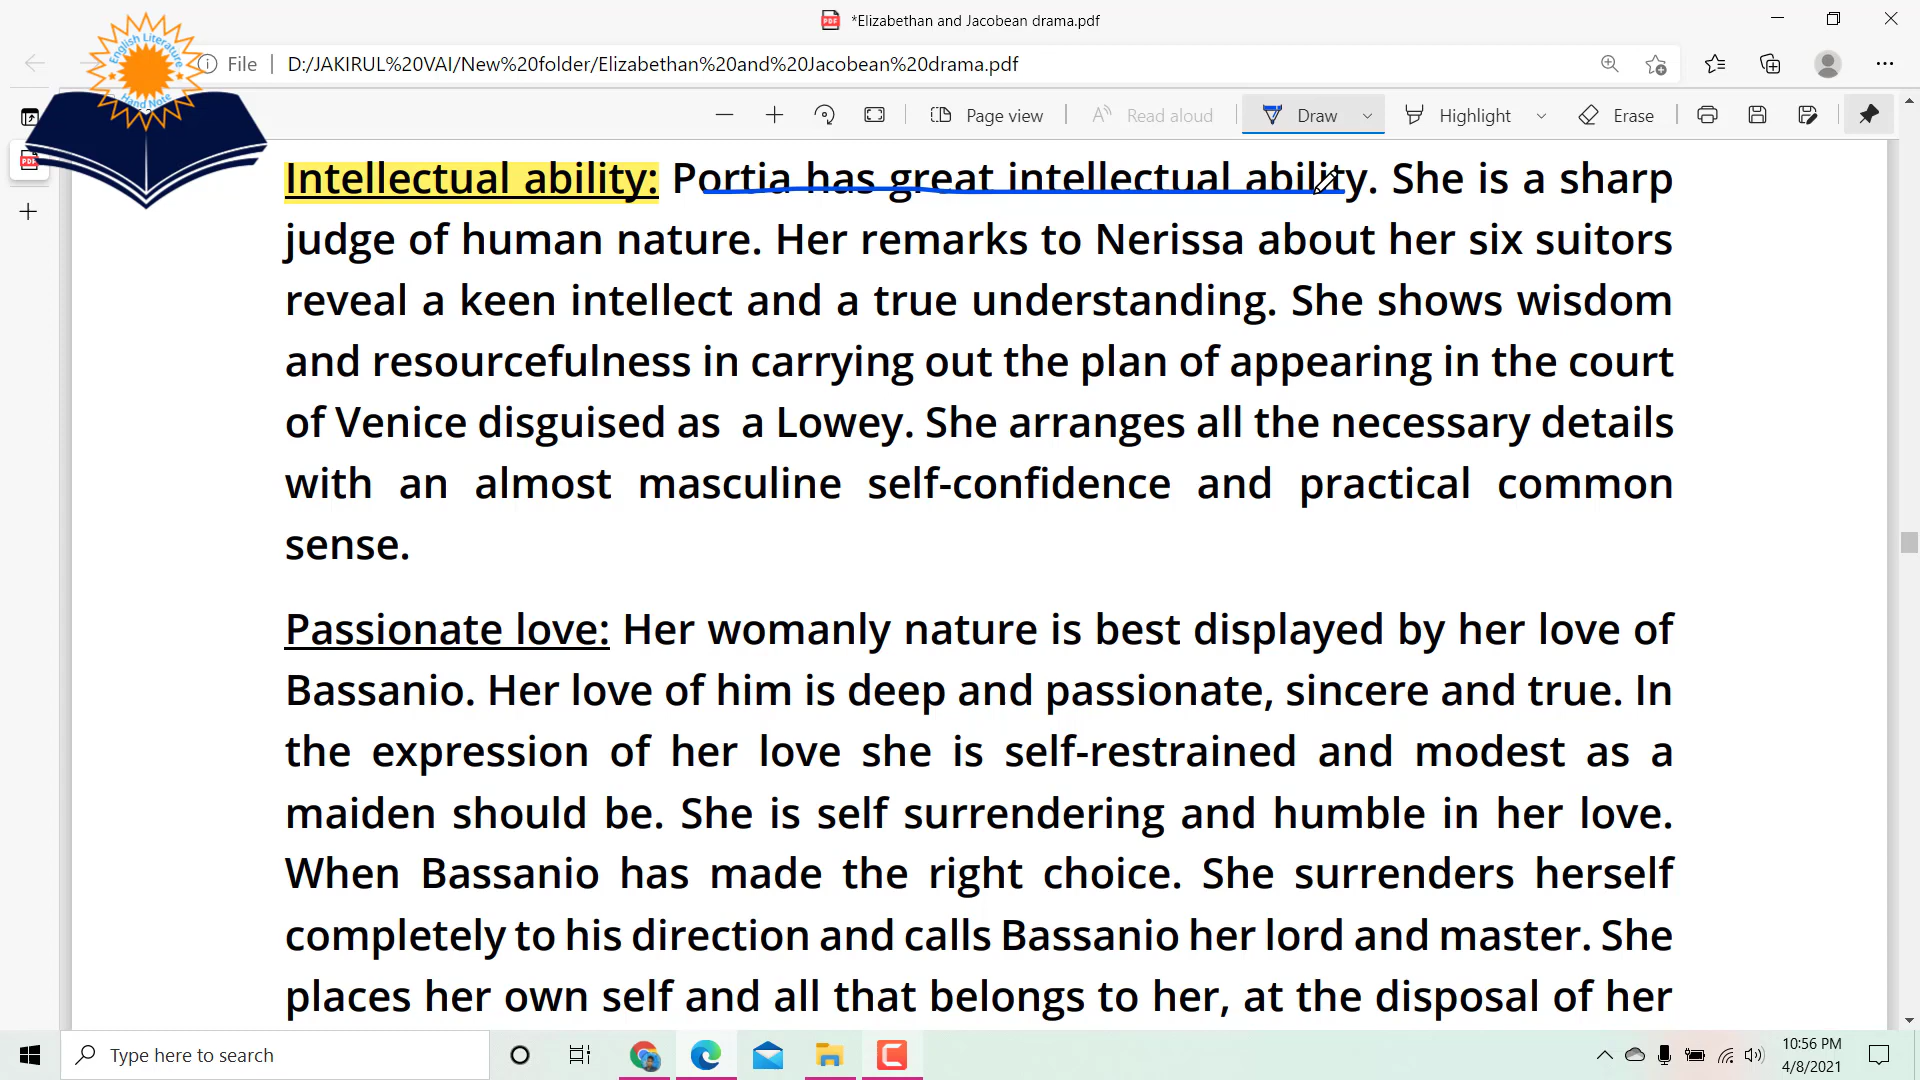 *Elizabethan and Jacobean drama.pdf
File
D:/JAKIRUL%20VAI/New%20folder/Elizabethan%20and%20Jacobean%20drama.pdf
English Literature
Hand Note
Page view
Read aloud
Draw
Highlight
Erase
Intellectual ability: Portia has great intellectual ability. She is a sharp
judge of human nature. Her remarks to Nerissa about her six suitors
reveal a keen intellect and a true understanding. She shows wisdom
and resourcefulness in carrying out the plan of appearing in the court
of Venice disguised as a Lowey. She arranges all the necessary details
with an almost masculine self-confidence and practical common
sense.
Passionate love: Her womanly nature is best displayed by her love of
Bassanio. Her love of him is deep and passionate, sincere and true. In
the expression of her love she is self-restrained and modest as a
maiden should be. She is self surrendering and humble in her love.
When Bassanio has made the right choice. She surrenders herself
completely to his direction and calls Bassanio her lord and master. She
places her own self and all that belongs to her, at the disposal of her
Type here to search
10:56 PM
4/8/2021